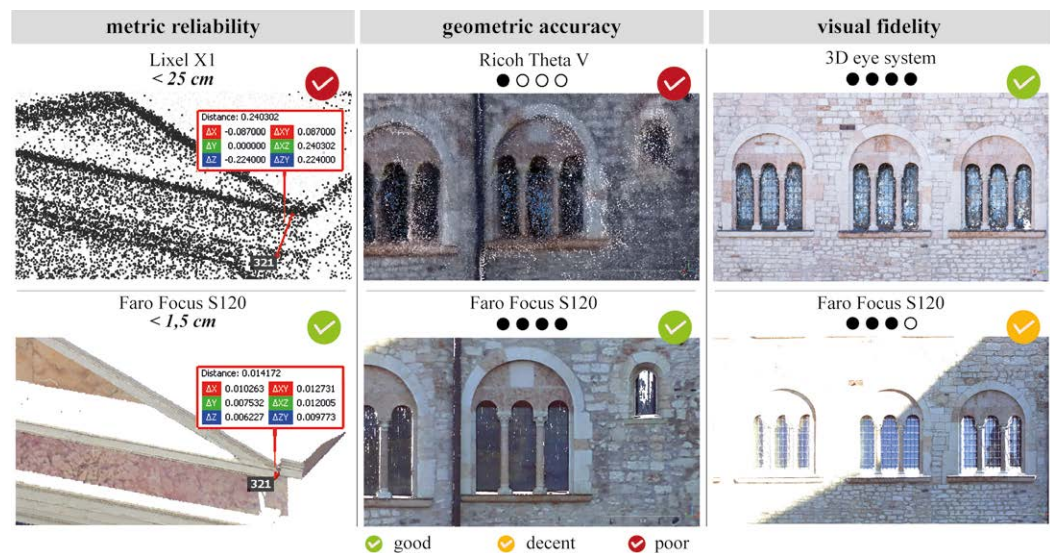 metric reliability
geometric accuracy
visual fidelity
Lixel X1
< 25 cm
Distance: 0.240302
ΔX -0.087000 ΔXY 0.087000
ΔY 0.000000 ΔXZ 0.240302
ΔZ -0.224000 ΔZY 0.224000
321
Ricoh Theta V
3D eye system
Faro Focus S120
< 1,5 cm
Distance: 0.014172
ΔX 0.010263 ΔXY 0.012731
ΔY 0.007532 ΔXZ 0.012005
ΔZ 0.006227 ΔZY 0.009773
321
Faro Focus S120
Faro Focus S120
good
decent
poor